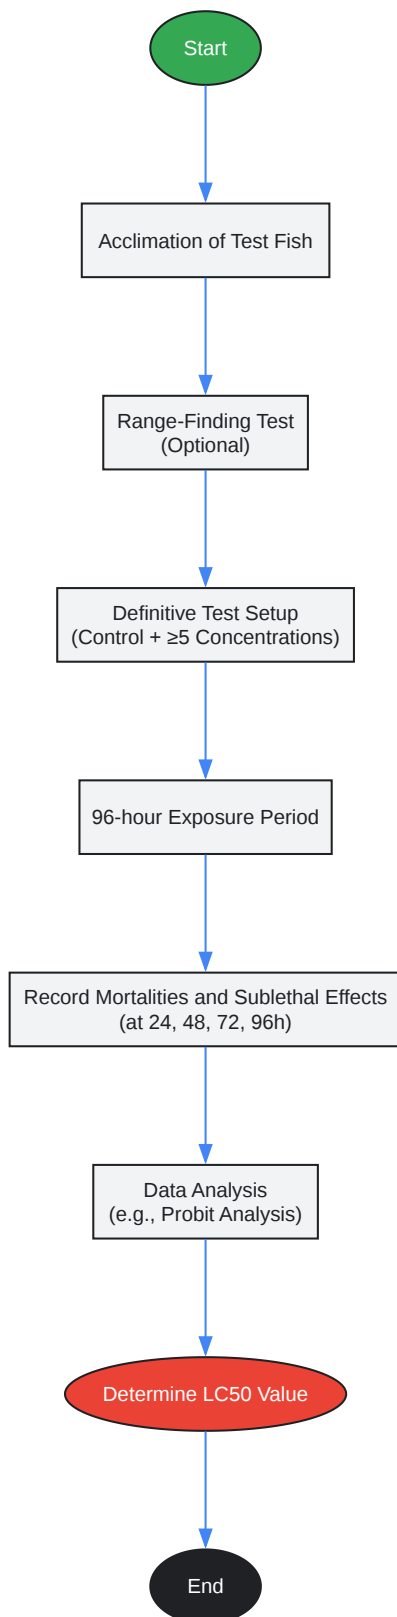 Start
Acclimation of Test Fish
Range-Finding Test
(Optional)
Definitive Test Setup
(Control + ≥5 Concentrations)
96-hour Exposure Period
Record Mortalities and Sublethal Effects
(at 24, 48, 72, 96h)
Data Analysis
(e.g., Probit Analysis)
Determine LC50 Value
End